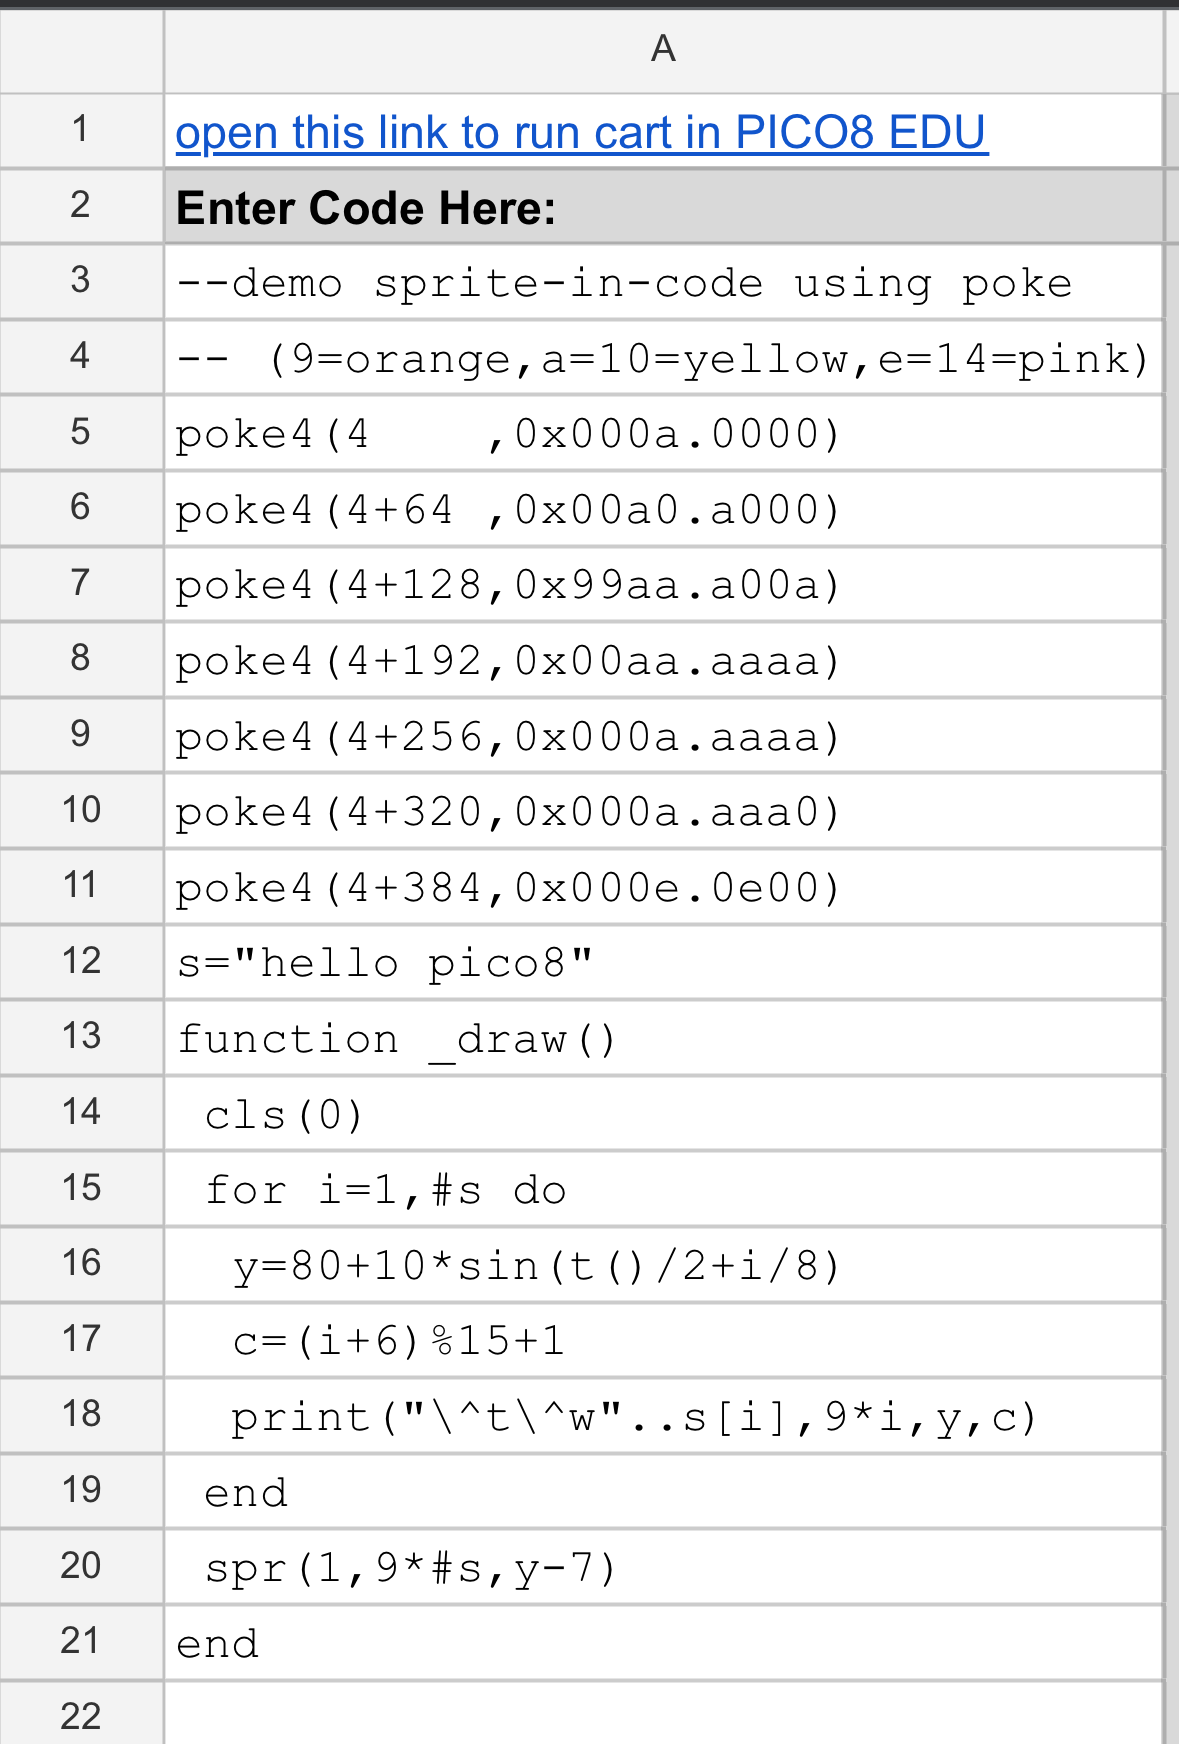 A
1 open this link to run cart in PICO8 EDU
2 Enter Code Here:
3 --demo sprite-in-code using poke
4 -- (9=orange,a=10=yellow,e=14=pink)
5 poke4(4    ,0x000a.0000)
6 poke4(4+64 ,0x00a0.a000)
7 poke4(4+128,0x99aa.a00a)
8 poke4(4+192,0x00aa.aaaa)
9 poke4(4+256,0x000a.aaaa)
10 poke4(4+320,0x000a.aaa0)
11 poke4(4+384,0x000e.0e00)
12 s="hello pico8"
13 function _draw()
14  cls(0)
15  for i=1,#s do
16   y=80+10*sin(t()/2+i/8)
17   c=(i+6)%15+1
18   print("\^t\^w"..s[i],9*i,y,c)
19  end
20  spr(1,9*#s,y-7)
21 end
22